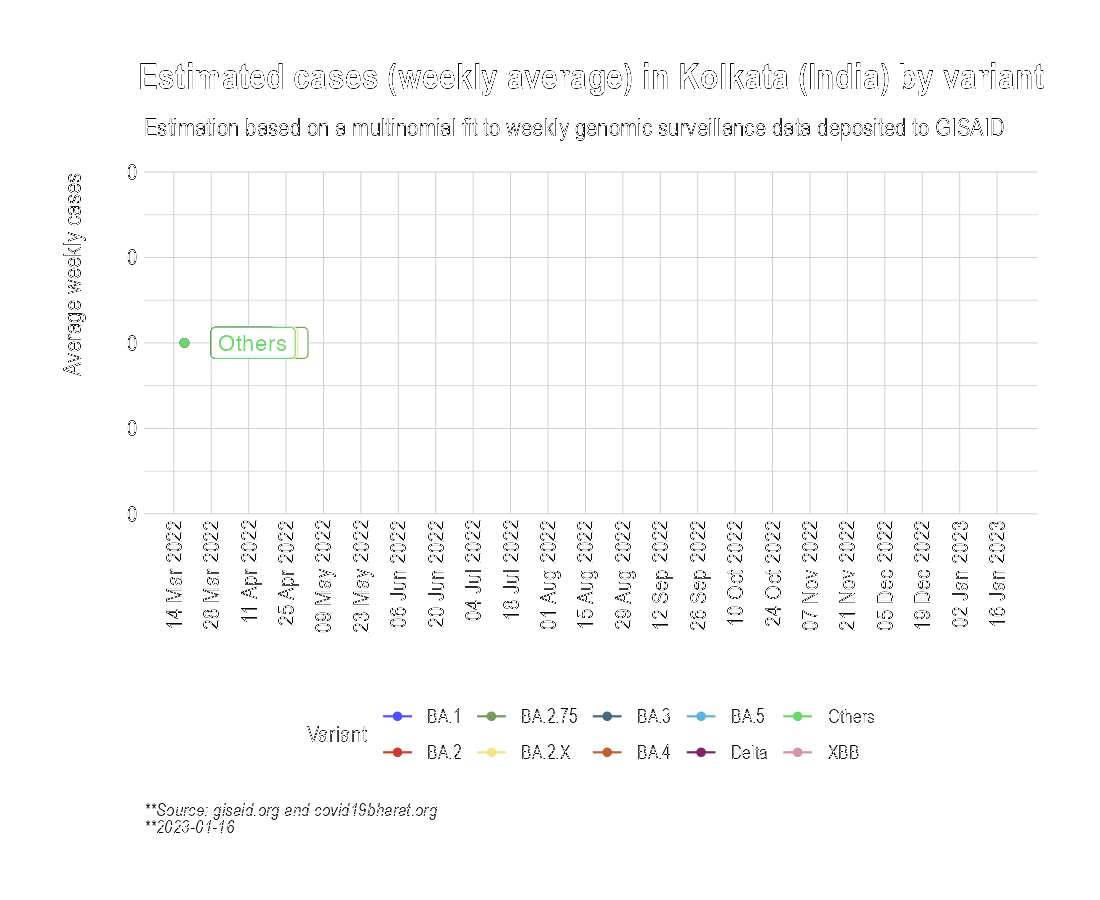 Estimated cases (weekly average) in Kolkata (India) by variant
Estimation based on a multinomial fit to weekly genomic surveillance data deposited to GISAID
Average weekly cases
0
0
0
0
0
Others
14 Mar 2022
28 Mar 2022
11 Apr 2022
25 Apr 2022
09 May 2022
23 May 2022
06 Jun 2022
20 Jun 2022
04 Jul 2022
18 Jul 2022
01 Aug 2022
15 Aug 2022
29 Aug 2022
12 Sep 2022
26 Sep 2022
10 Oct 2022
24 Oct 2022
07 Nov 2022
21 Nov 2022
05 Dec 2022
19 Dec 2022
02 Jan 2023
16 Jan 2023
Variant
BA.1 BA.2.75 BA.3 BA.5 Others
BA.2 BA.2.X BA.4 Delta XBB
**Source: gisaid.org and covid19bharat.org
**2023-01-16